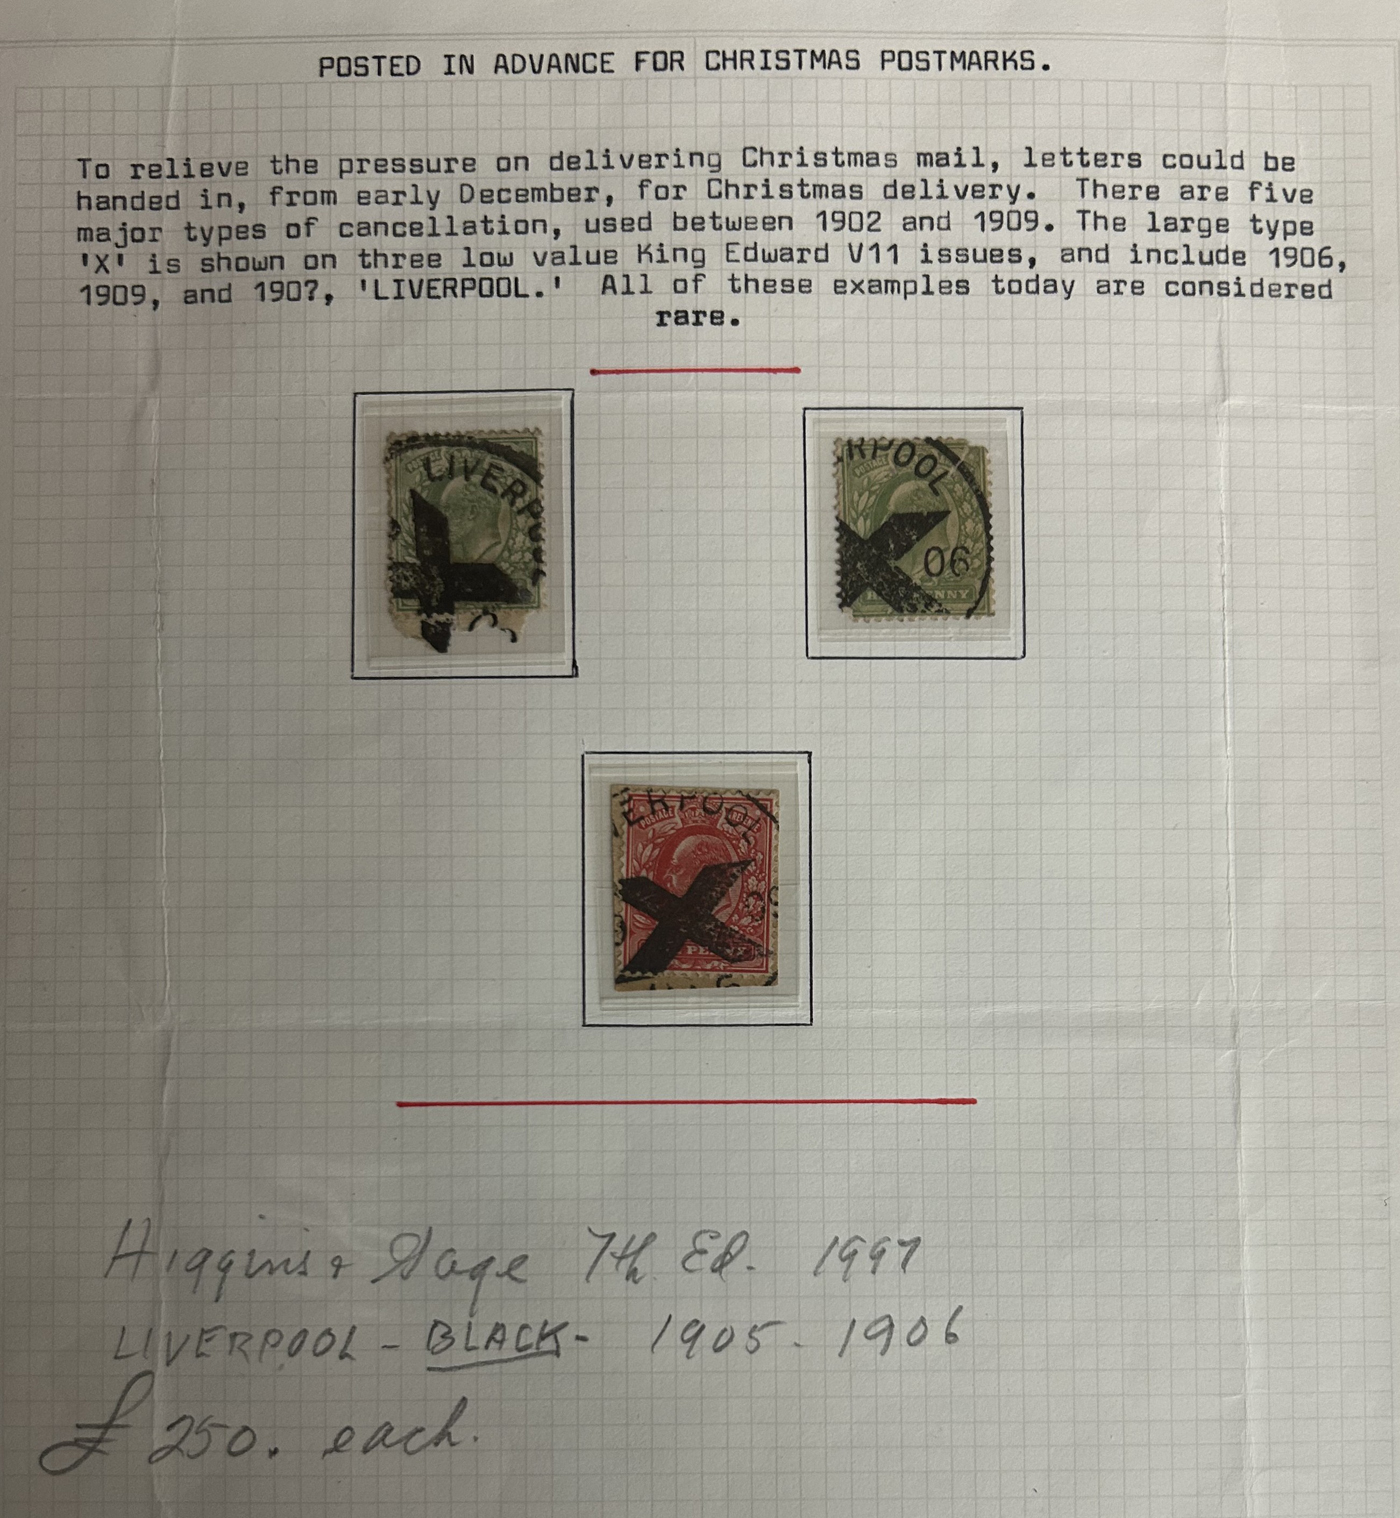 POSTED IN ADVANCE FOR CHRISTMAS POSTMARKS.
To relieve the pressure on delivering Christmas mail, letters could be
handed in, from early December, for Christmas delivery. There are five
major types of cancellation, used between 1902 and 1909. The large type
'X' is shown on three low value King Edward V11 issues, and include 1906,
1909, and 1907, 'LIVERPOOL.' All of these examples today are considered
rare.
LIVERPOO
RPOOL
06
PENNY
ERPOOL
POSTAGE
Higgins & Gage 7th Ed. 1997
LIVERPOOL - BLACK - 1905 - 1906
£250. each.